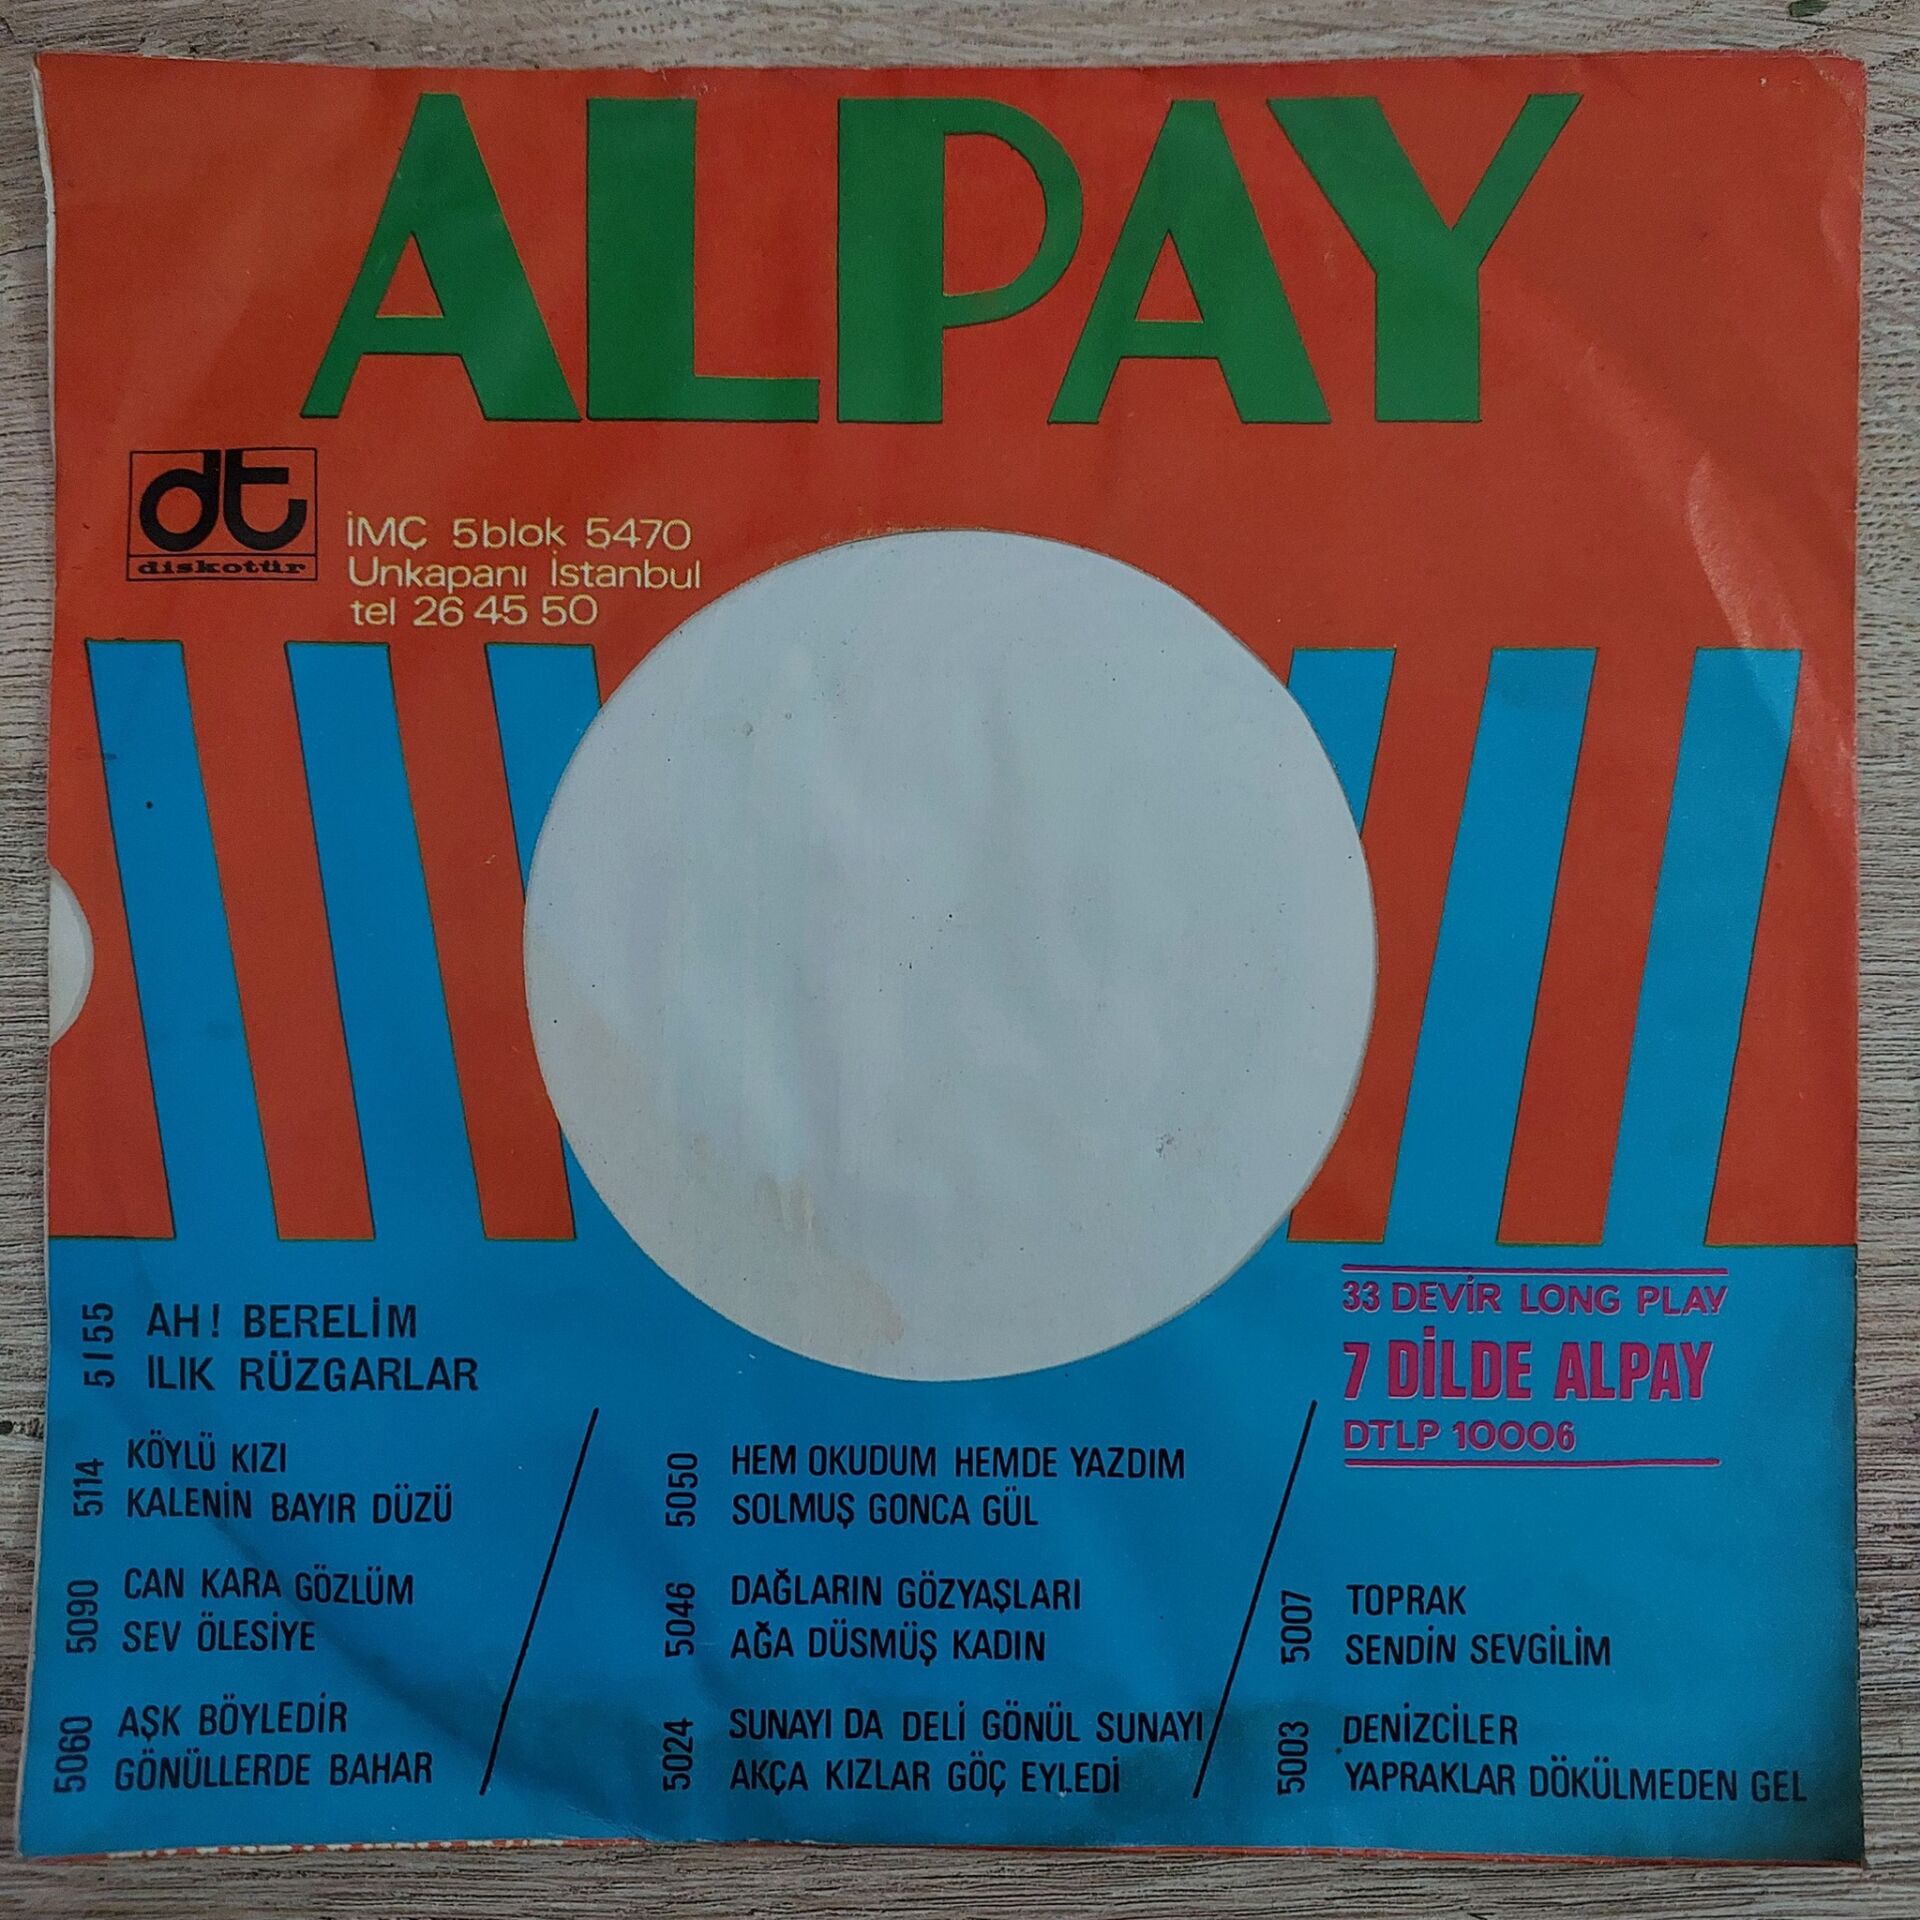 ALPAY
dt
diskotür
İMÇ 5blok 5470
Unkapanı İstanbul
tel 26 45 50
33 DEVİR LONG PLAY
7 DİLDE ALPAY
DTLP 10006
5155
AH! BERELİM
ILIK RÜZGARLAR
5114
KÖYLÜ KIZI
KALENİN BAYIR DÜZÜ
5090
CAN KARA GÖZLÜM
SEV ÖLESİYE
5060
AŞK BÖYLEDİR
GÖNÜLLERDE BAHAR
5050
HEM OKUDUM HEMDE YAZDIM
SOLMUŞ GONCA GÜL
5046
DAĞLARIN GÖZYAŞLARI
AĞA DÜSMÜŞ KADIN
5024
SUNAYI DA DELİ GÖNÜL SUNAYI
AKÇA KIZLAR GÖÇ EYLEDİ
5007
TOPRAK
SENDİN SEVGİLİM
5003
DENİZCİLER
YAPRAKLAR DÖKÜLMEDEN GEL